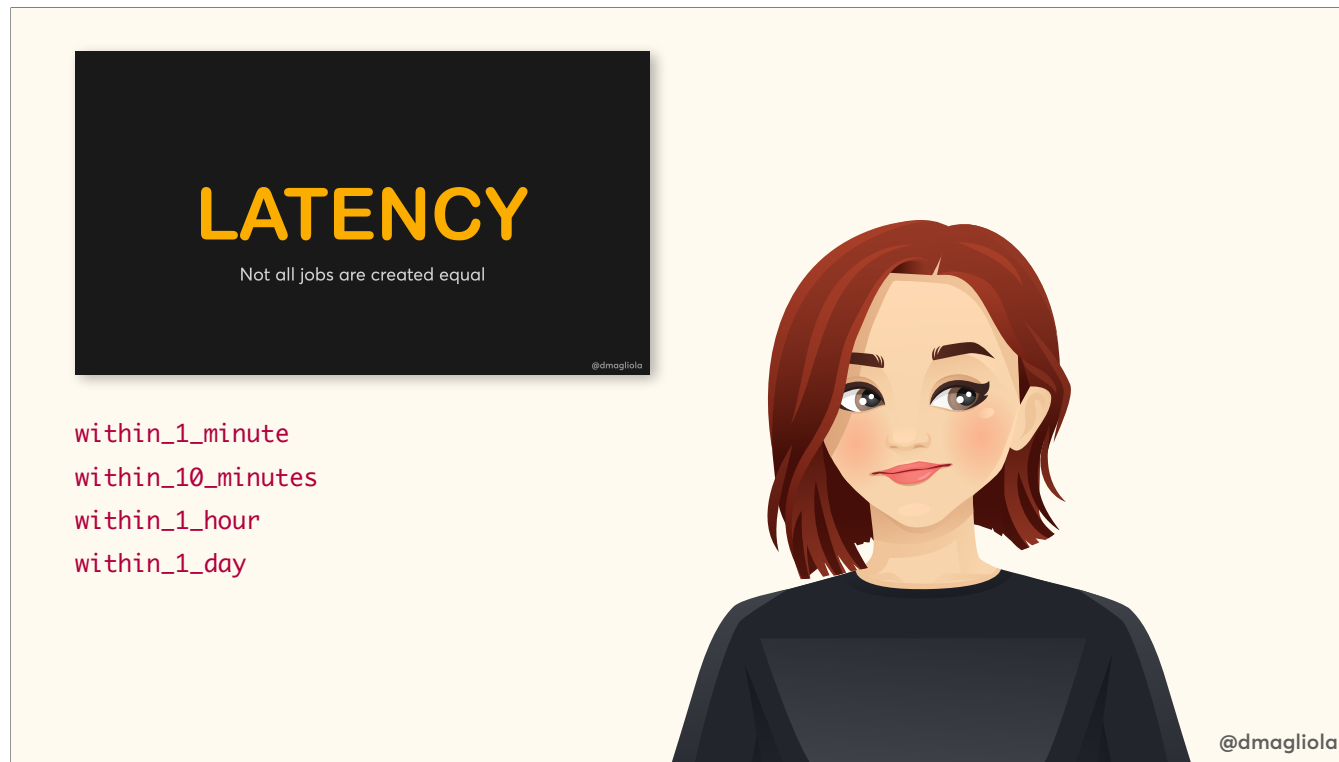 LATENCY
Not all jobs are created equal
@dmagliola
within_1_minute
within_10_minutes
within_1_hour
within_1_day
@dmagliola